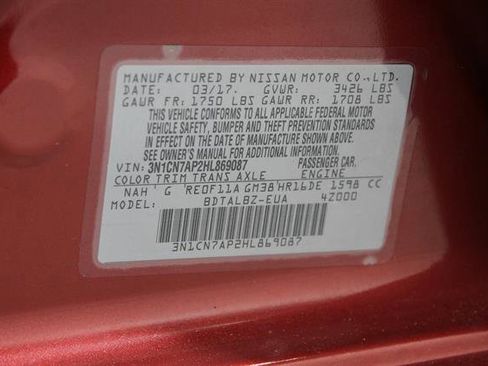 MANUFACTURED BY NISSAN MOTOR CO., LTD.
DATE: 03/17. GVWR: 3426 LBS
GAWR FR: 1750 LBS GAWR RR: 1708 LBS
THIS VEHICLE CONFORMS TO ALL APPLICABLE FEDERAL MOTOR
VEHICLE SAFETY, BUMPER AND THEFT PREVENTION STANDARDS
IN EFFECT ON THE DATE OF MANUFACTURE SHOWN ABOVE.
SEE OWNER'S MANUAL FOR ADDITIONAL INFORMATION
VIN: 3N1CN7AP2HL869087 PASSENGER CAR.
COLOR TRIM TRANS AXLE ENGINE
NAH G RE0F11A GM38 HR16DE 1598 CC
MODEL: BDTALBZ-EUA 4Z000
3N1CN7AP2HL869087